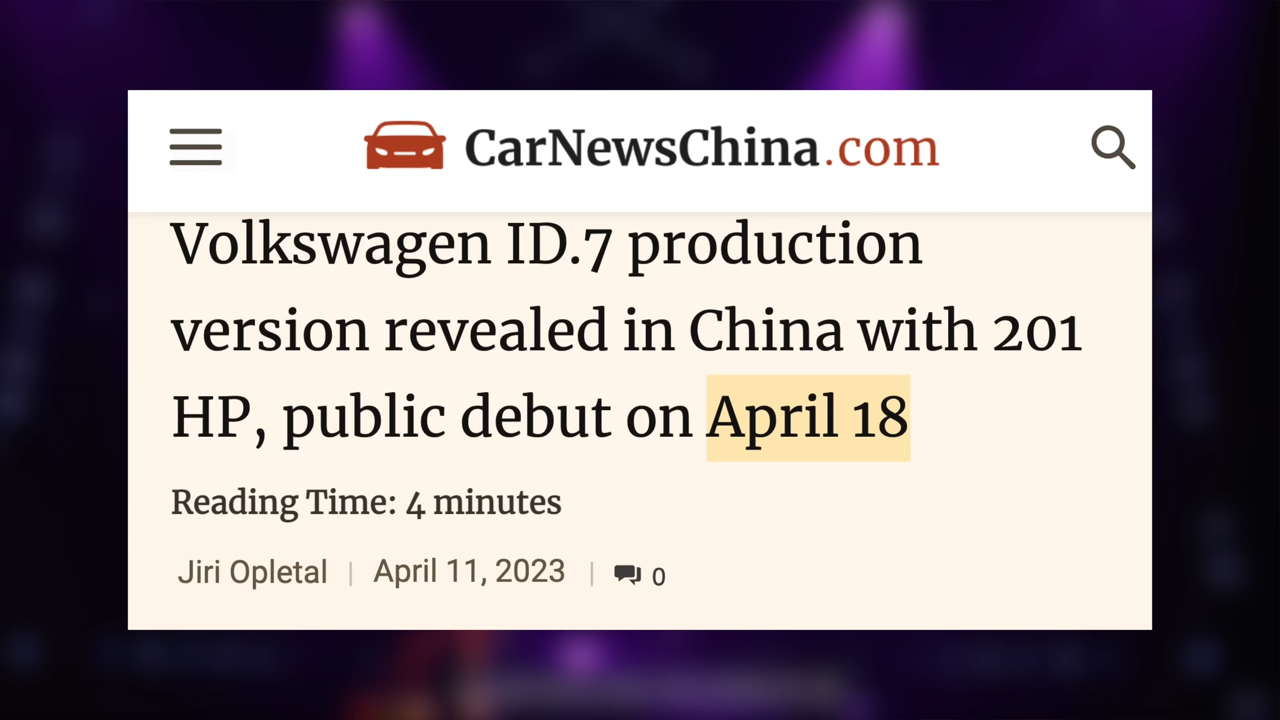 CarNewsChina.com
Volkswagen ID.7 production
version revealed in China with 201
HP, public debut on April 18
Reading Time: 4 minutes
Jiri Opletal | April 11, 2023 | 0